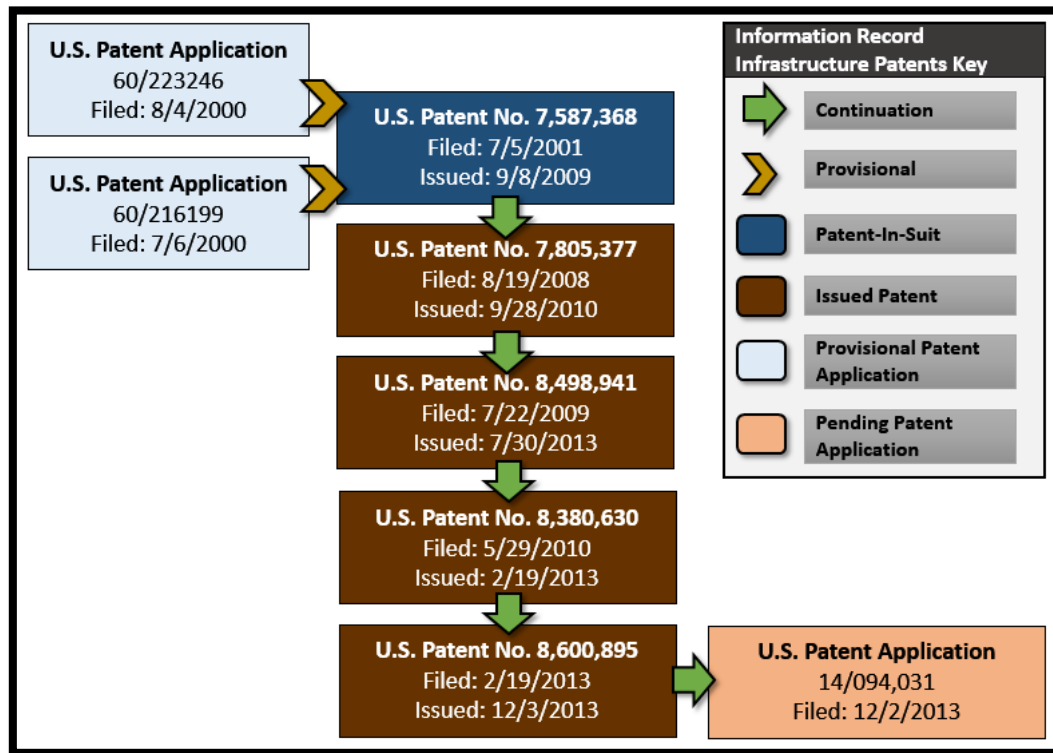 U.S. Patent Application
60/223246
Filed: 8/4/2000
U.S. Patent Application
60/216199
Filed: 7/6/2000
U.S. Patent No. 7,587,368
Filed: 7/5/2001
Issued: 9/8/2009
U.S. Patent No. 7,805,377
Filed: 8/19/2008
Issued: 9/28/2010
U.S. Patent No. 8,498,941
Filed: 7/22/2009
Issued: 7/30/2013
U.S. Patent No. 8,380,630
Filed: 5/29/2010
Issued: 2/19/2013
U.S. Patent No. 8,600,895
Filed: 2/19/2013
Issued: 12/3/2013
U.S. Patent Application
14/094,031
Filed: 12/2/2013
Information Record
Infrastructure Patents Key
Continuation
Provisional
Patent-In-Suit
Issued Patent
Provisional Patent
Application
Pending Patent
Application